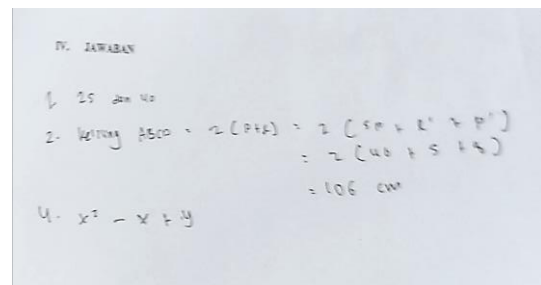 IV. JAWABAN
1. 25 dan 40
2. keliling ABCD = 2 (p+l) = 2 (
= 2 (40 + 5 + 8)
= 106 cm
4. x² - x + y